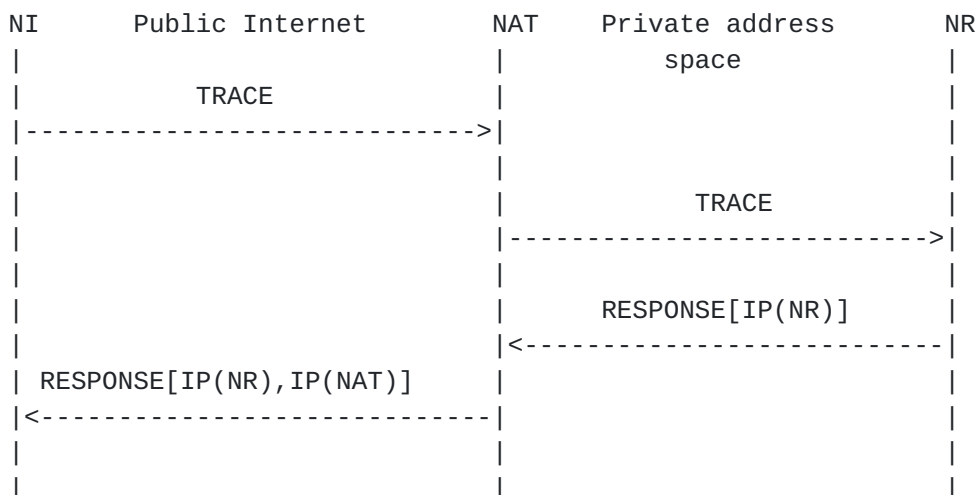 NI Public Internet NAT Private address NR
space
TRACE
TRACE
RESPONSE[IP(NR)]
RESPONSE[IP(NR),IP(NAT)]